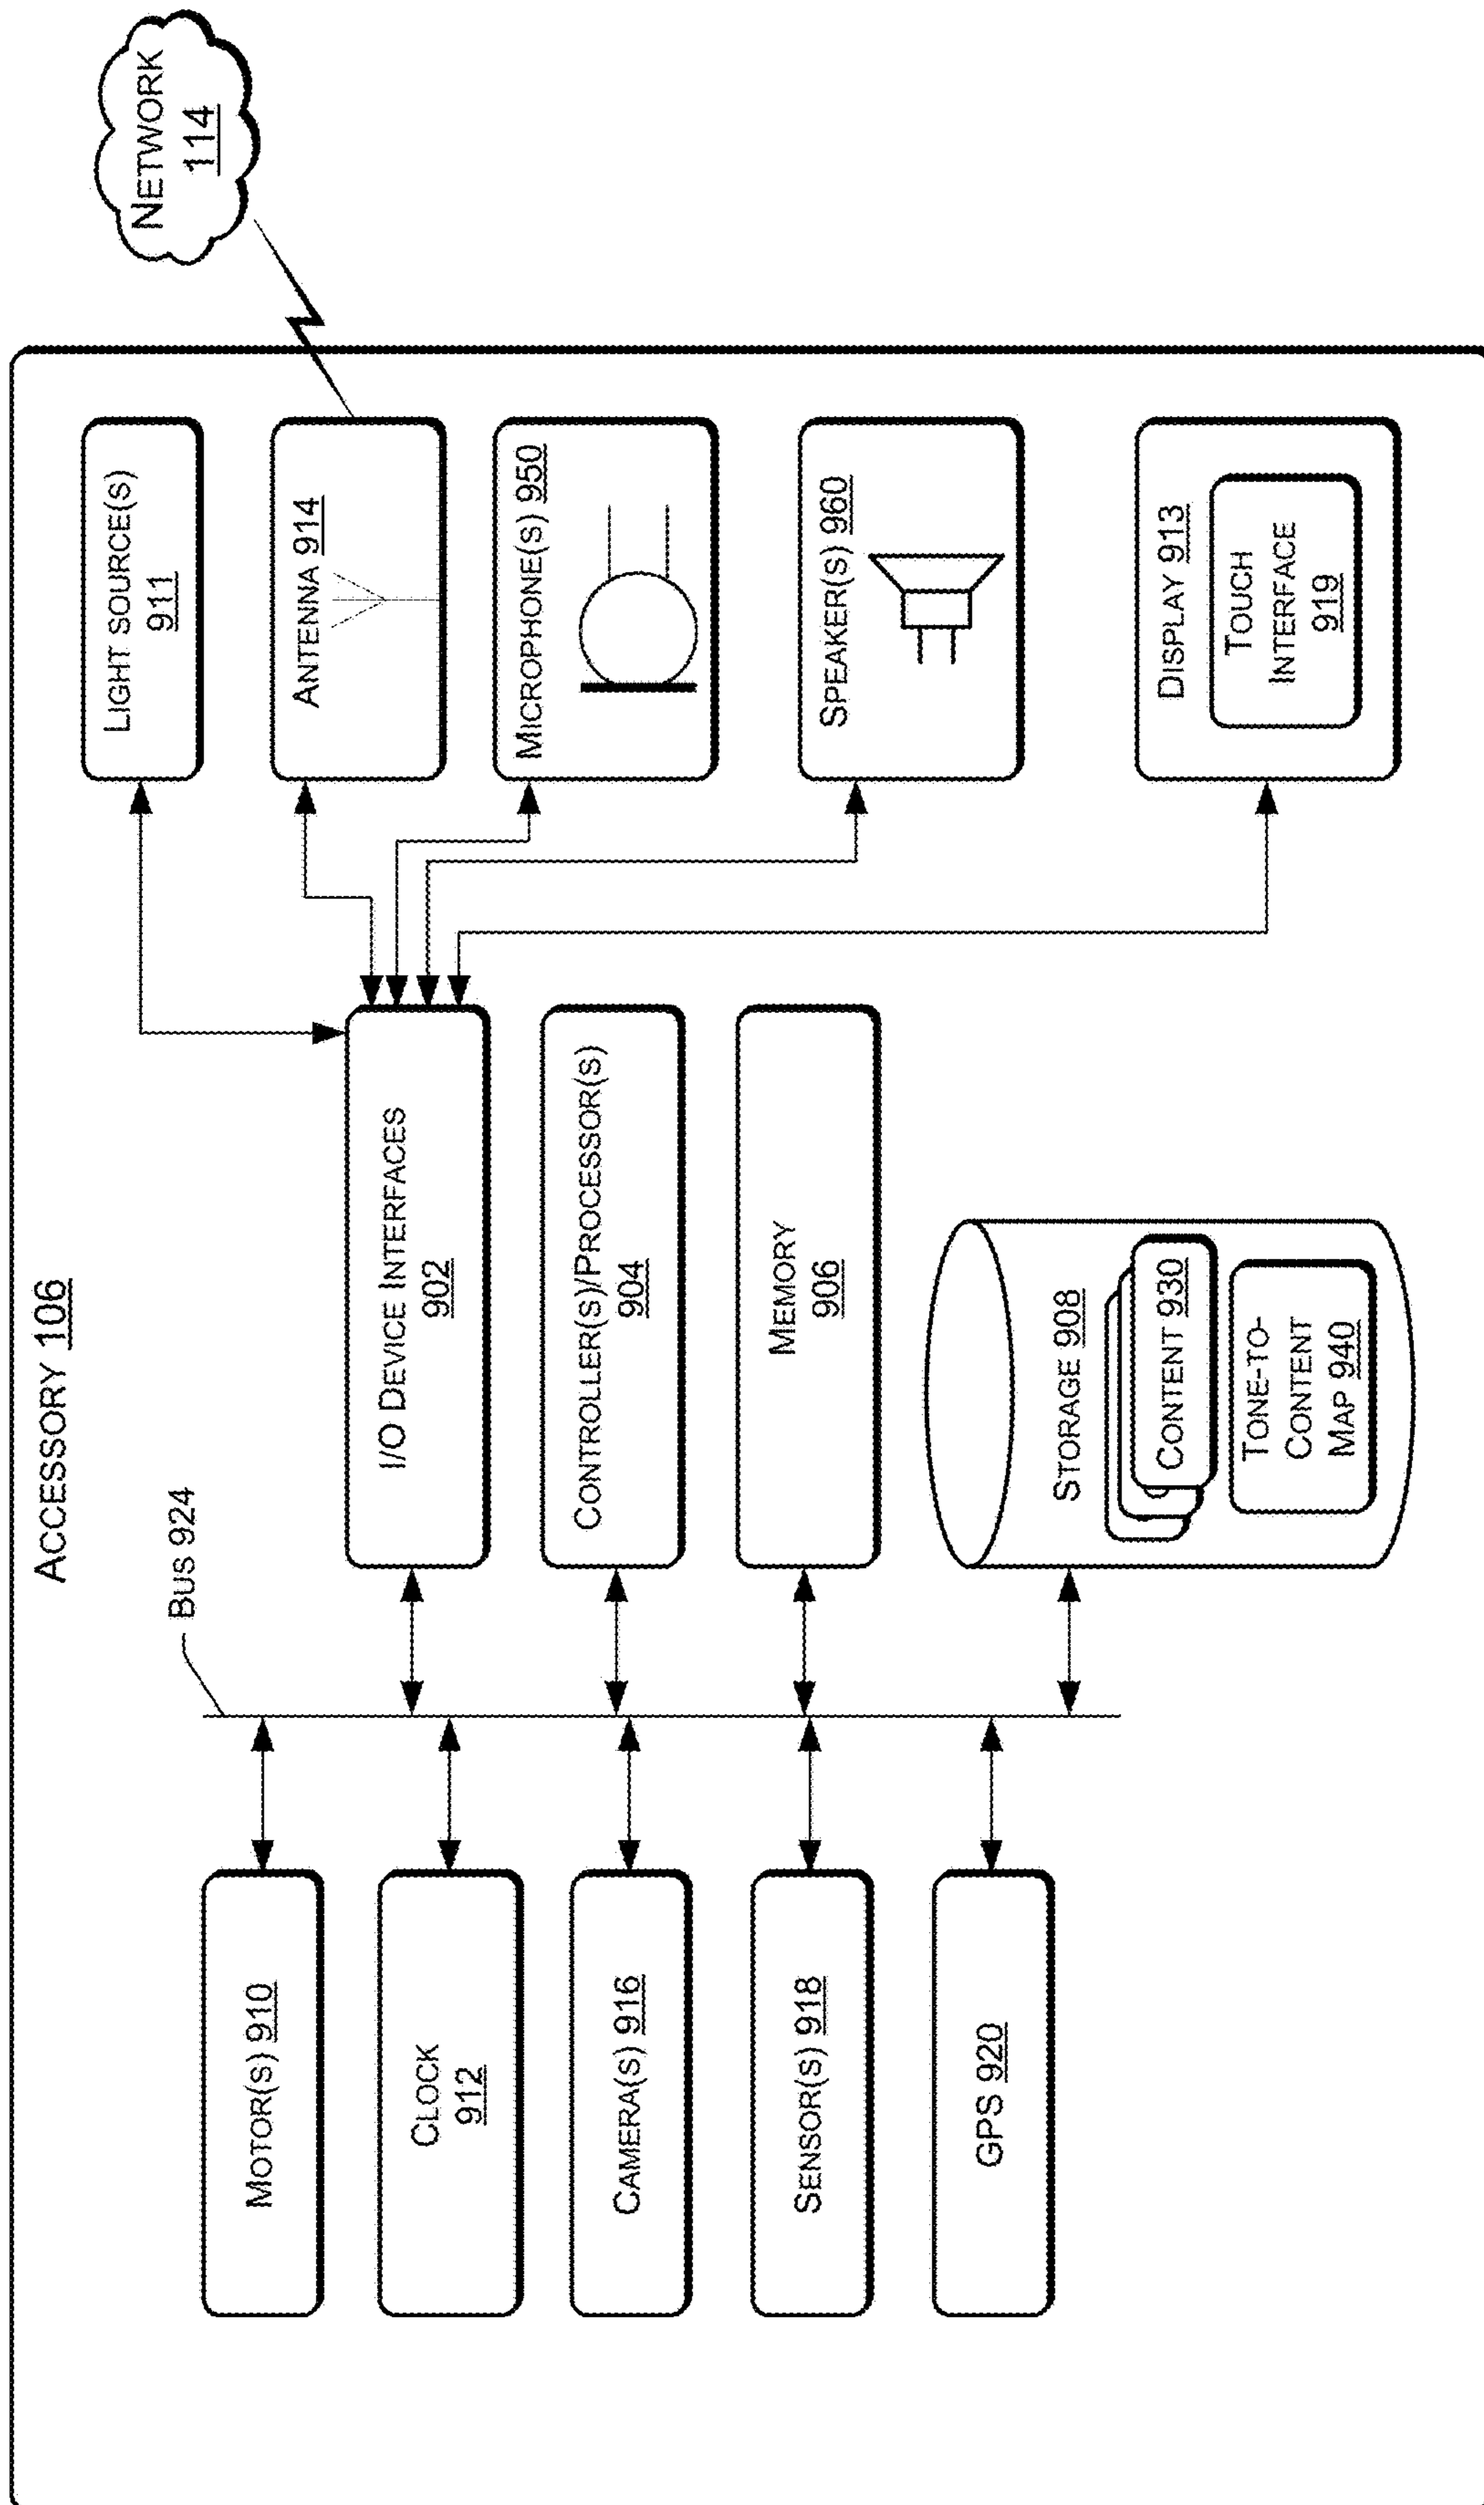 ACCESSORY 106
BUS 924
MOTOR(S) 910
CLOCK
912
CAMERA(S) 916
SENSOR(S) 918
GPS 920
I/O DEVICE INTERFACES
902
CONTROLLER(S)/PROCESSOR(S)
904
MEMORY
906
STORAGE 908
CONTENT 930
TONE-TO-
CONTENT
MAP 940
LIGHT SOURCE(S)
911
ANTENNA 914
MICROPHONE(S) 950
SPEAKER(S) 960
DISPLAY 913
TOUCH
INTERFACE
919
NETWORK
114